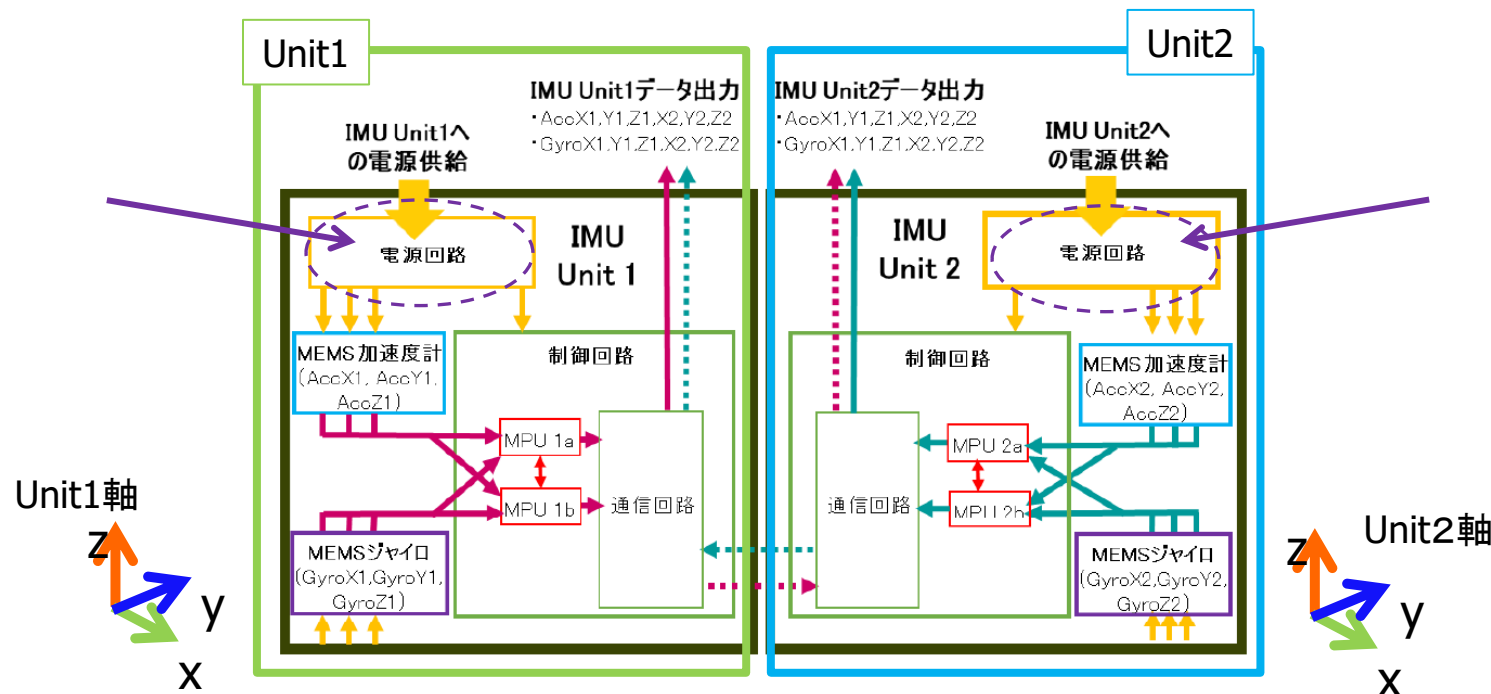 Unit1
Unit2
IMU Unit1データ出力
・AccX1,Y1,Z1,X2,Y2,Z2
・GyroX1,Y1,Z1,X2,Y2,Z2
IMU Unit2データ出力
・AccX1,Y1,Z1,X2,Y2,Z2
・GyroX1,Y1,Z1,X2,Y2,Z2
IMU Unit1へ
の電源供給
IMU Unit2へ
の電源供給
電源回路
IMU
Unit 1
IMU
Unit 2
電源回路
MEMS加速度計
(AccX1, AccY1,
AccZ1)
制御回路
制御回路
MEMS加速度計
(AccX2, AccY2,
AccZ2)
MPU 1a
MPU 1b
通信回路
通信回路
MPU 2a
MPU 2b
MEMSジャイロ
(GyroX1,GyroY1,
GyroZ1)
MEMSジャイロ
(GyroX2,GyroY2,
GyroZ2)
Unit1軸
z
y
x
Unit2軸
z
y
x